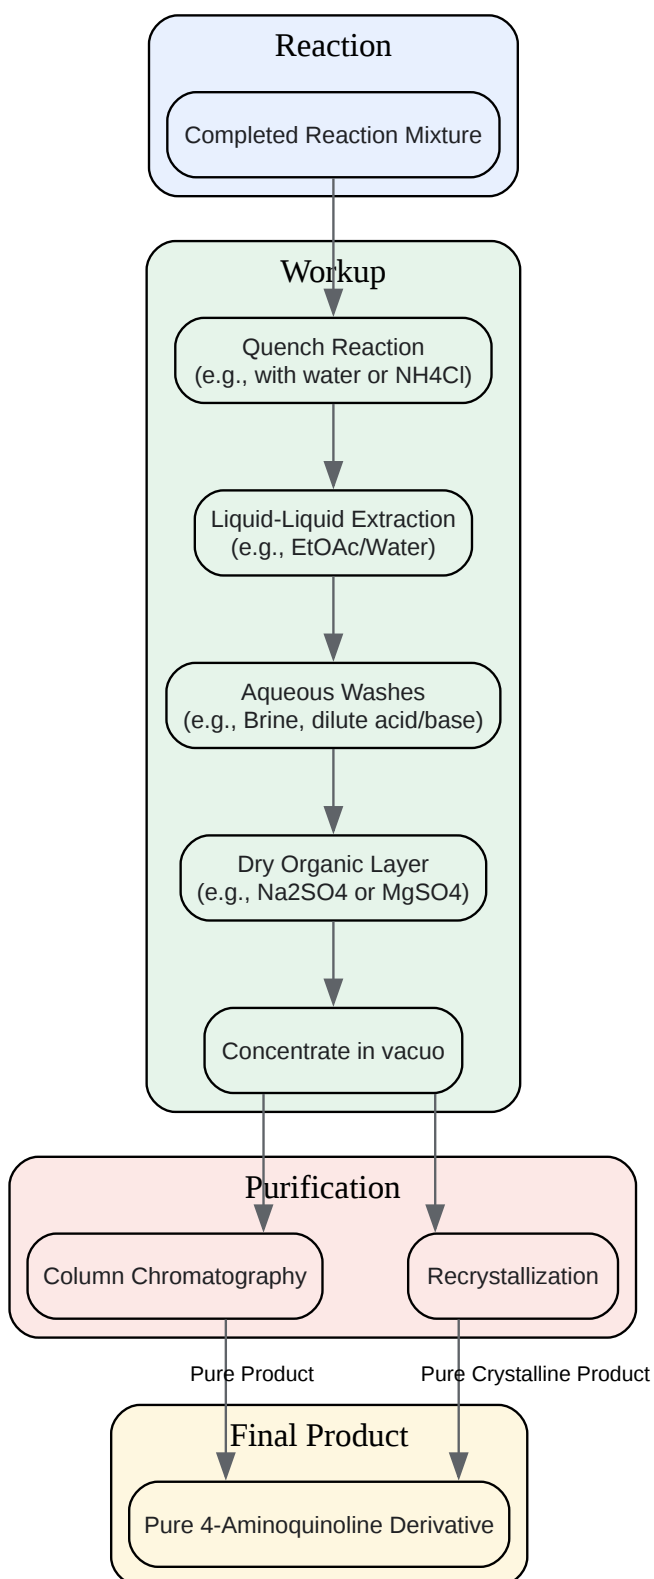 Reaction
Completed Reaction Mixture
Workup
Quench Reaction
(e.g., with water or NH4Cl)
Liquid-Liquid Extraction
(e.g., EtOAc/Water)
Aqueous Washes
(e.g., Brine, dilute acid/base)
Dry Organic Layer
(e.g., Na2SO4 or MgSO4)
Concentrate in vacuo
Purification
Column Chromatography
Recrystallization
Pure Product
Pure Crystalline Product
Final Product
Pure 4-Aminoquinoline Derivative